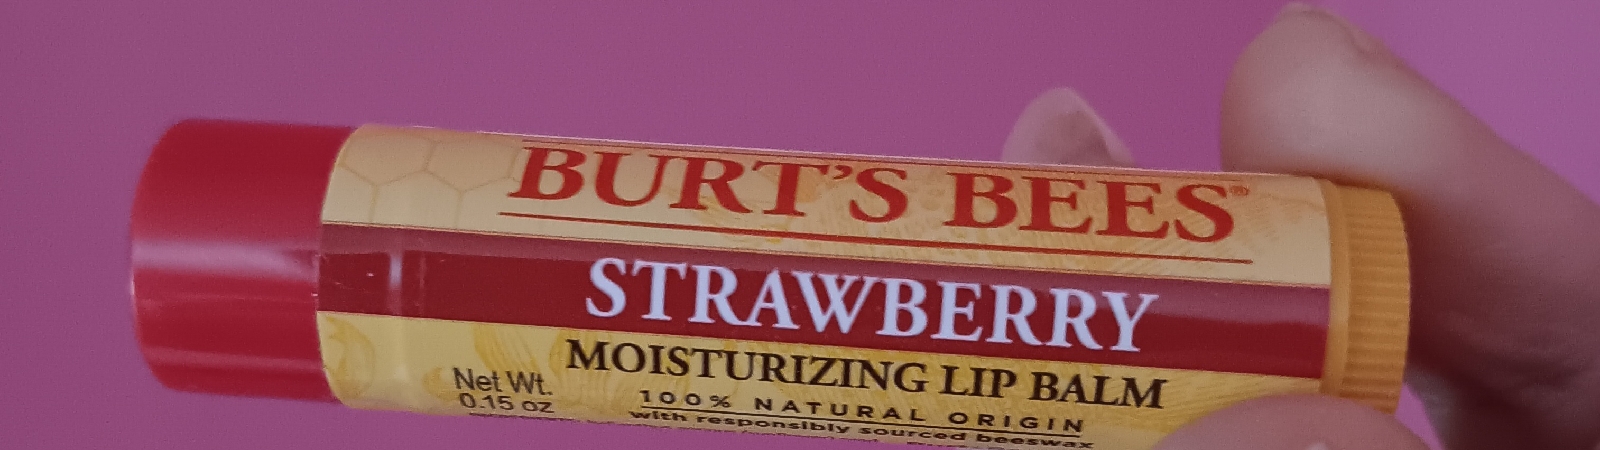 BURT'S BEES®
STRAWBERRY
MOISTURIZING LIP BALM
Net Wt.
0.15 oz
100% NATURAL ORIGIN
with responsibly sourced beeswax